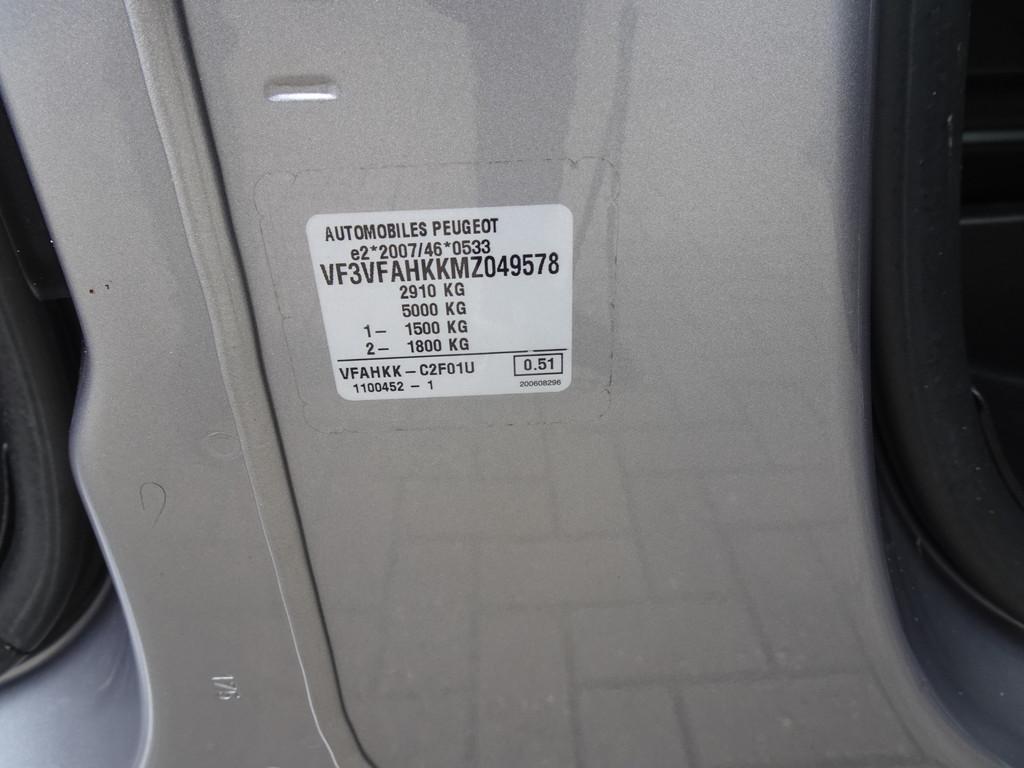 AUTOMOBILES PEUGEOT
e2*2007/46*0533
VF3VFAHKKMZ049578
2910 KG
5000 KG
1- 1500 KG
2- 1800 KG
VFAHKK-C2F01U 0.51
1100452-1 200608296